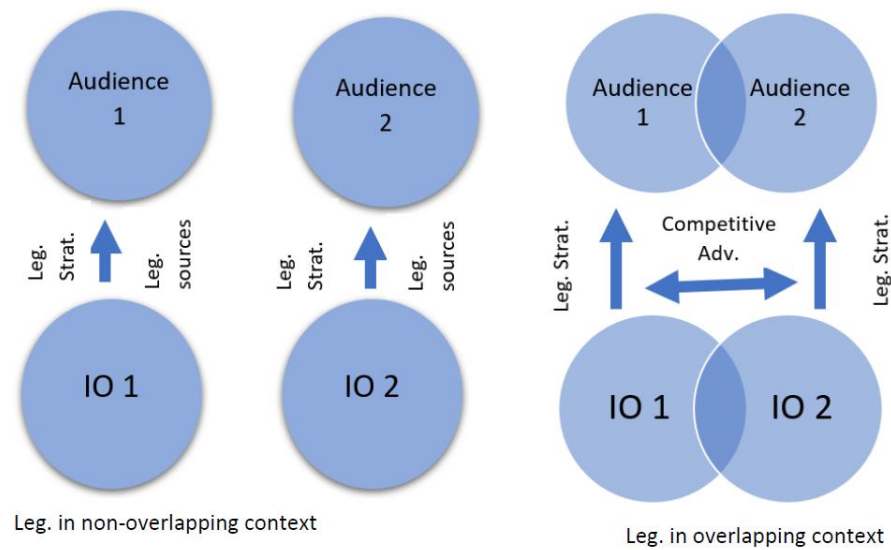 Audience
1
Audience
2
Audience
1
Audience
2
Leg.
Strat.
Leg.
sources
Leg.
Strat.
Leg.
sources
Leg. Strat.
Competitive
Adv.
Leg. Strat.
IO 1
IO 2
IO 1
IO 2
Leg. in non-overlapping context
Leg. in overlapping context